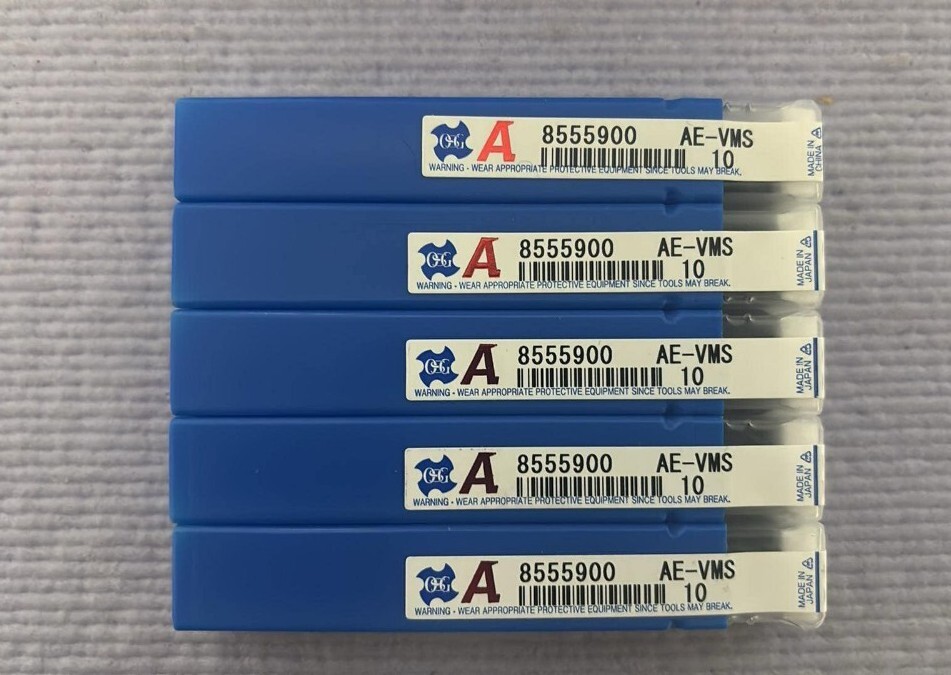 OSG A 8555900 AE-VMS
10
WARNING - WEAR APPROPRIATE PROTECTIVE EQUIPMENT SINCE TOOLS MAY BREAK.
MADE IN
CHINA
OSG A 8555900 AE-VMS
10
WARNING - WEAR APPROPRIATE PROTECTIVE EQUIPMENT SINCE TOOLS MAY BREAK.
MADE IN
JAPAN
OSG A 8555900 AE-VMS
10
WARNING - WEAR APPROPRIATE PROTECTIVE EQUIPMENT SINCE TOOLS MAY BREAK.
MADE IN
JAPAN
OSG A 8555900 AE-VMS
10
WARNING - WEAR APPROPRIATE PROTECTIVE EQUIPMENT SINCE TOOLS MAY BREAK.
MADE IN
JAPAN
OSG A 8555900 AE-VMS
10
WARNING - WEAR APPROPRIATE PROTECTIVE EQUIPMENT SINCE TOOLS MAY BREAK.
MADE IN
JAPAN